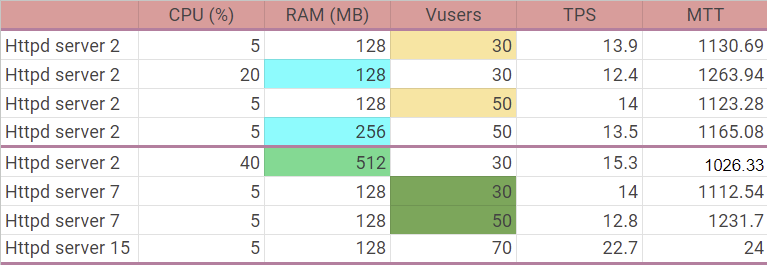 CPU (%) RAM (MB) Vusers TPS MTT
Httpd server 2 5 128 30 13.9 1130.69
Httpd server 2 20 128 30 12.4 1263.94
Httpd server 2 5 128 50 14 1123.28
Httpd server 2 5 256 50 13.5 1165.08
Httpd server 2 40 512 30 15.3 1026.33
Httpd server 7 5 128 30 14 1112.54
Httpd server 7 5 128 50 12.8 1231.7
Httpd server 15 5 128 70 22.7 24